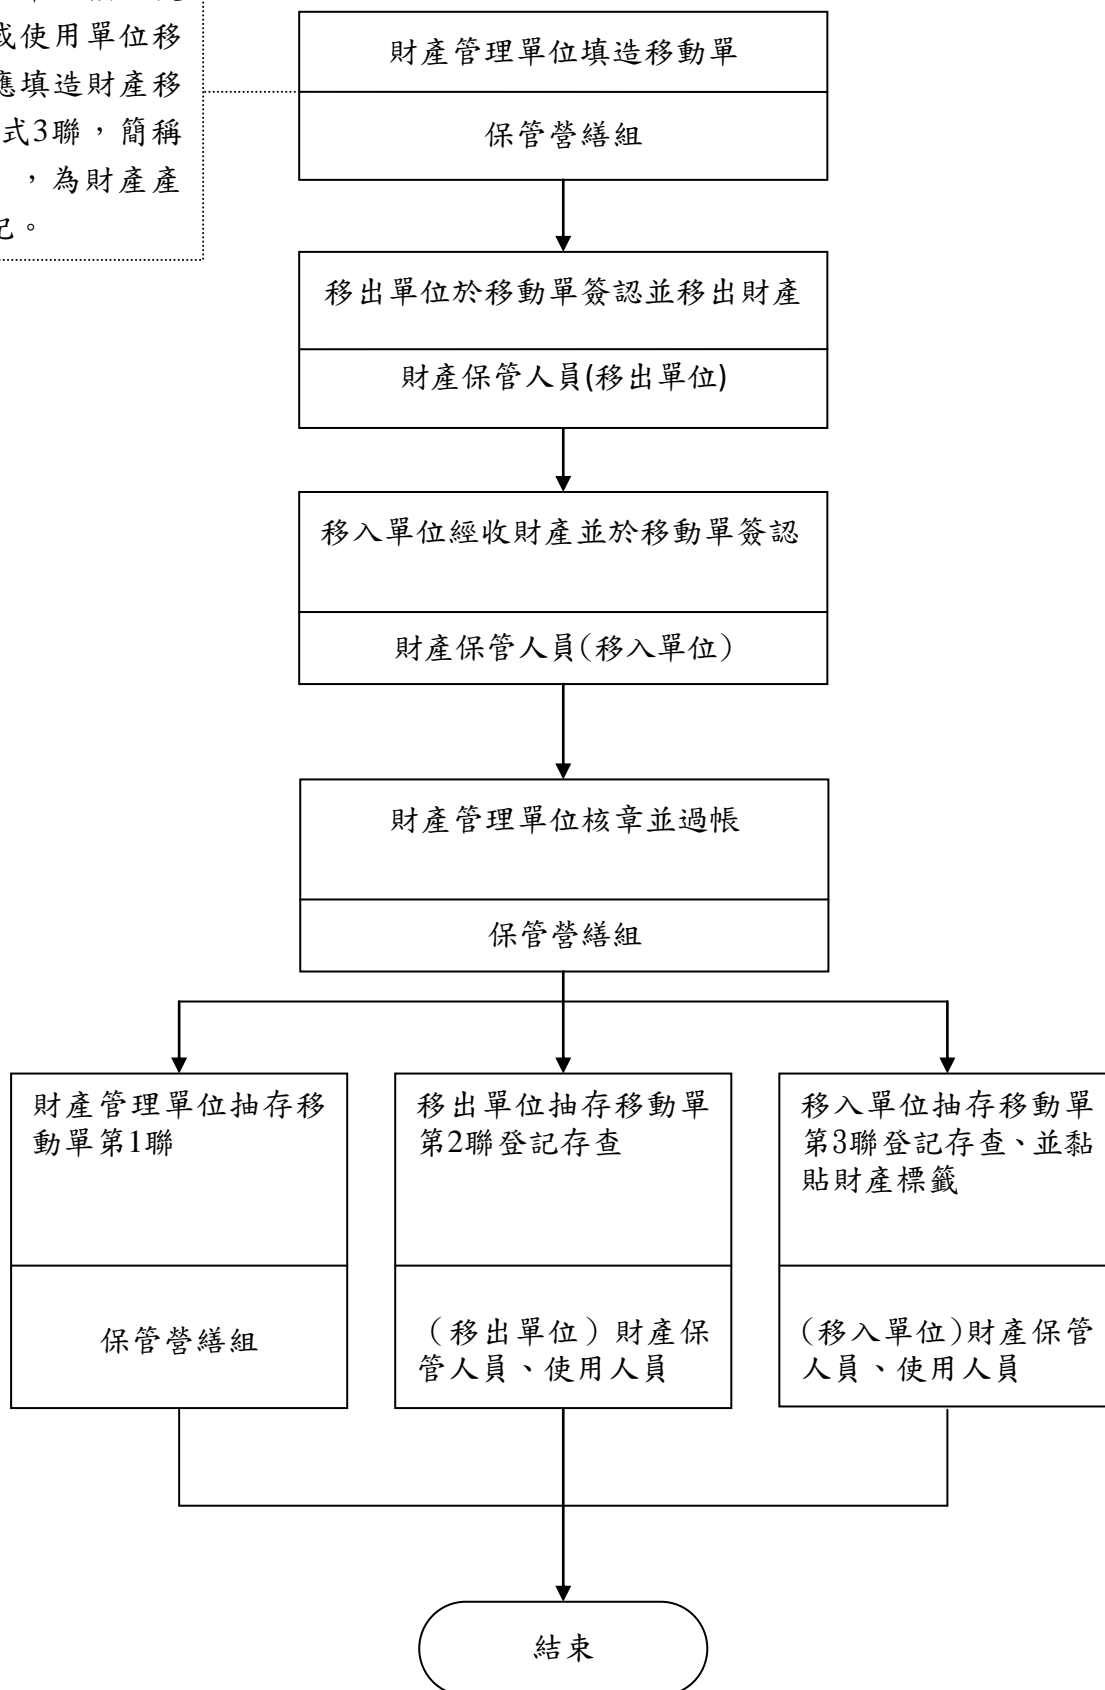 或使用單位移
應填造財產移
式3聯，簡稱
，為財產產
記。
財產管理單位填造移動單
保管營繕組
移出單位於移動單簽認並移出財產
財產保管人員(移出單位)
移入單位經收財產並於移動單簽認
財產保管人員(移入單位)
財產管理單位核章並過帳
保管營繕組
財產管理單位抽存移
動單第1聯
保管營繕組
移出單位抽存移動單
第2聯登記存查
（移出單位）財產保
管人員、使用人員
移入單位抽存移動單
第3聯登記存查、並黏
貼財產標籤
(移入單位)財產保管
人員、使用人員
結束